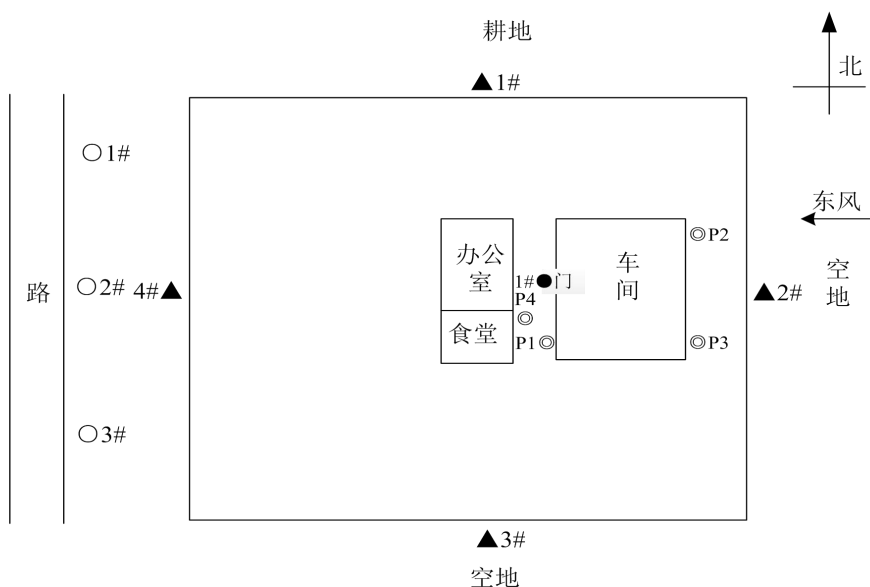 耕地
▲1#
北
○1#
东风
◎P2
办公
室
车
间
空
地
路
○2#
4#▲
1#●门
P4
▲2#
食堂
P1◎
◎P3
○3#
▲3#
空地